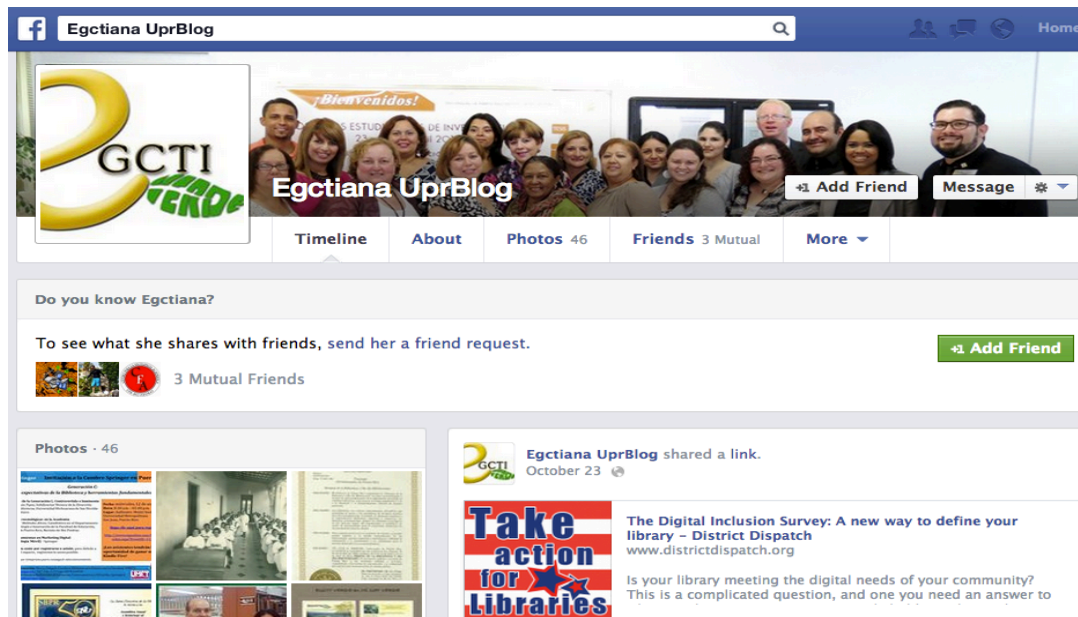 Egctiana UprBlog
Home
¡Bienvenidos!
GCTI
VERDE
Egctiana UprBlog
+1 Add Friend
Message
Timeline
About
Photos 46
Friends 3 Mutual
More
Do you know Egctiana?
To see what she shares with friends, send her a friend request.
+1 Add Friend
3 Mutual Friends
Photos · 46
Egctiana UprBlog shared a link.
October 23
GCTI
Take
action
for
Libraries
The Digital Inclusion Survey: A new way to define your
library – District Dispatch
www.districtdispatch.org
Is your library meeting the digital needs of your community?
This is a complicated question, and one you need an answer to